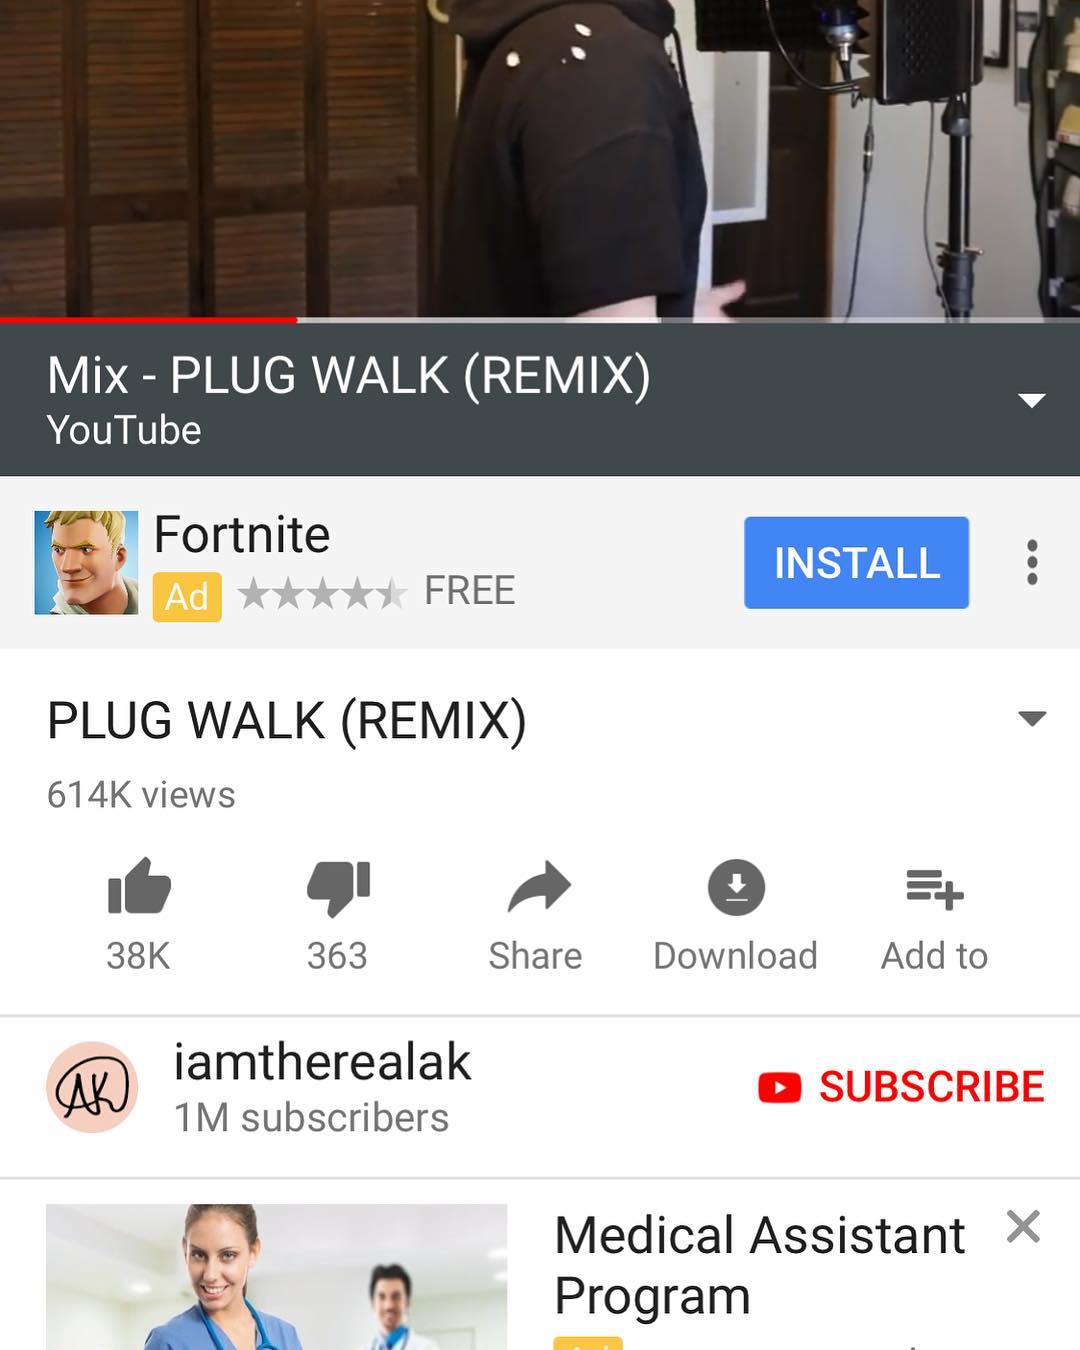 Mix - PLUG WALK (REMIX)
YouTube
Fortnite
Ad FREE
INSTALL
PLUG WALK (REMIX)
614K views
38K 363 Share Download Add to
AK
iamtherealak
1M subscribers
SUBSCRIBE
Medical Assistant
Program